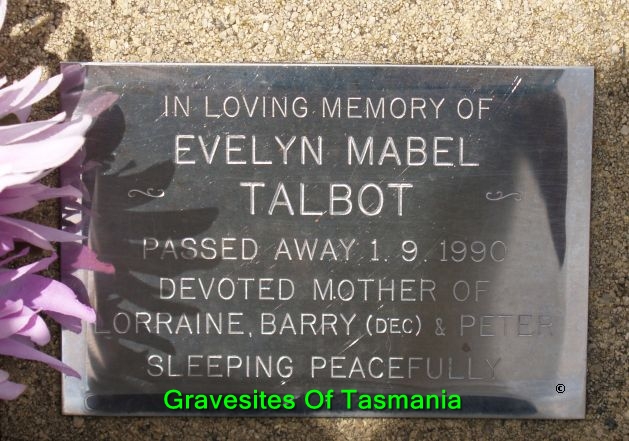 IN LOVING MEMORY OF
EVELYN MABEL
TALBOT
PASSED AWAY 1. 9. 1990
DEVOTED MOTHER OF
LORRAINE, BARRY (DEC) & PETER
SLEEPING PEACEFULLY
©
Gravesites Of Tasmania